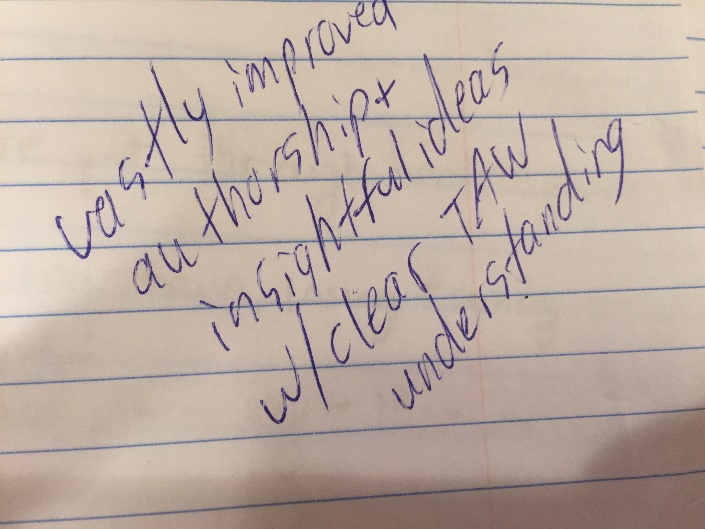 vastly improved
authorship +
insightful ideas
w/ clear TAW
understanding